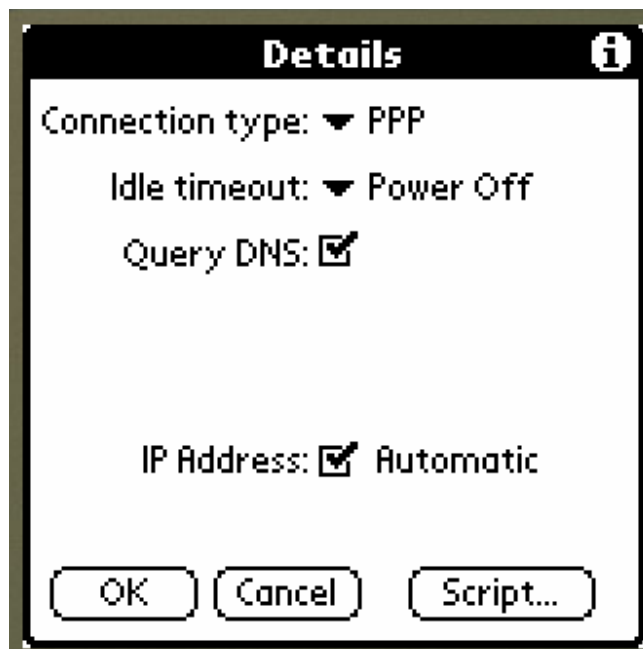 Details
Connection type: PPP
Idle timeout: Power Off
Query DNS:
IP Address: Automatic
OK Cancel Script...